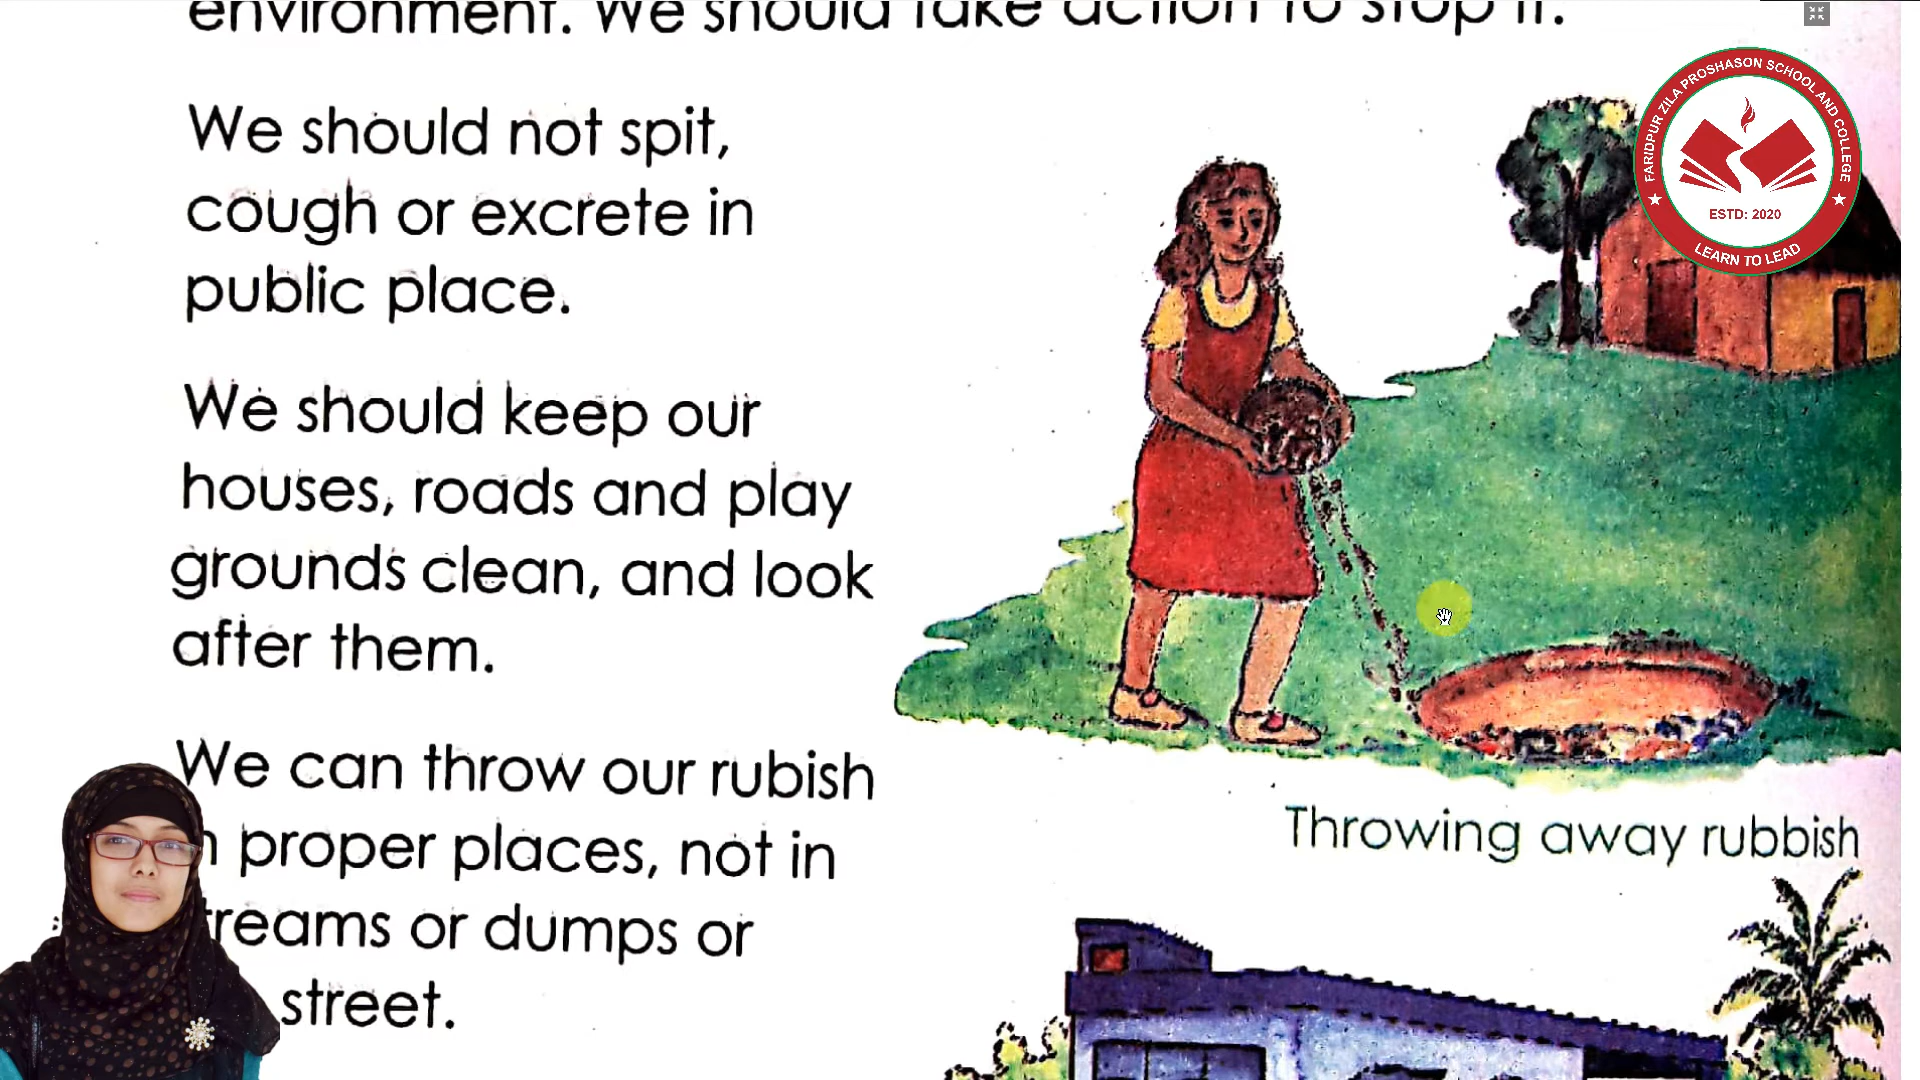 environment. We should take action to stop it.
We should not spit,
cough or excrete in
public place.
We should keep our
houses, roads and play
grounds clean, and look
after them.
We can throw our rubish
proper places, not in
or dumps or
street.
Throwing away rubbish
FARIDPUR ZILA PROSHASON SCHOOL AND COLLEGE
ESTD: 2020
LEARN TO LEAD